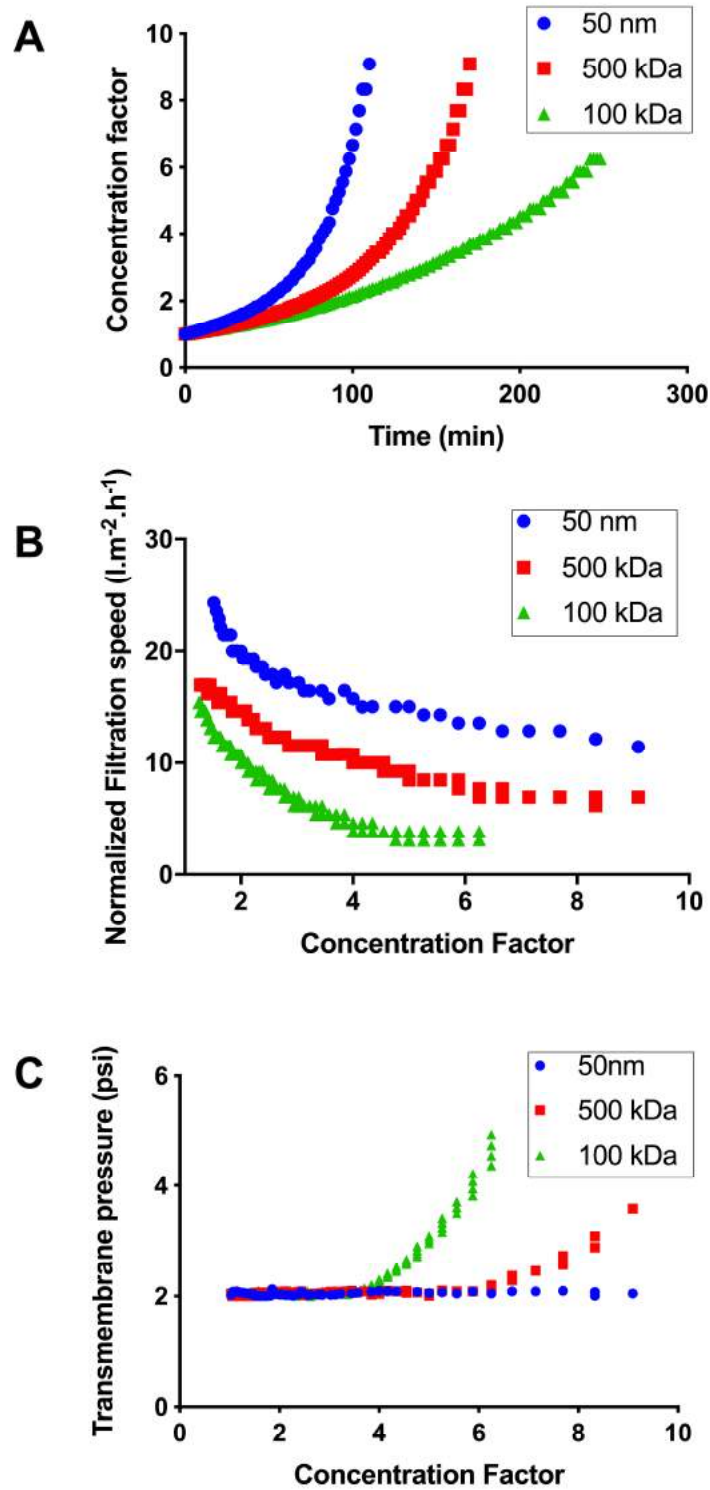 A
Concentration factor
10
8
6
4
2
0
0
100
200
300
Time (min)
50 nm
500 kDa
100 kDa
B
Normalized Filtration speed (l.m-2.h-1)
30
20
10
0
2
4
6
8
10
Concentration Factor
50 nm
500 kDa
100 kDa
C
Transmembrane pressure (psi)
6
4
2
0
0
2
4
6
8
10
Concentration Factor
50nm
500 kDa
100 kDa